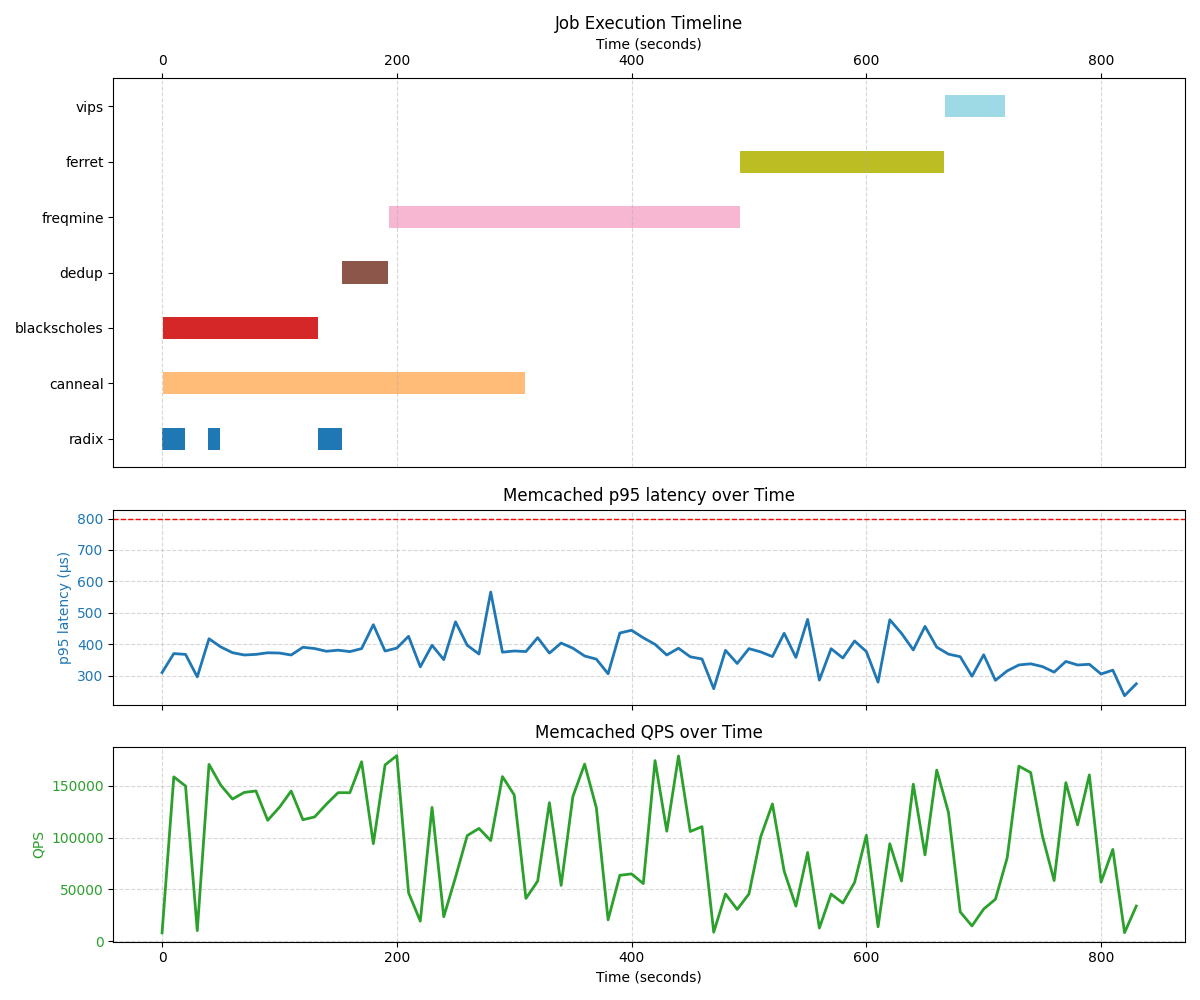 Job Execution Timeline
Time (seconds)
0 200 400 600 800
vips
ferret
freqmine
dedup
blackscholes
canneal
radix
Memcached p95 latency over Time
800
700
600
500
400
300
p95 latency (µs)
Memcached QPS over Time
150000
100000
50000
0
QPS
0 200 400 600 800
Time (seconds)